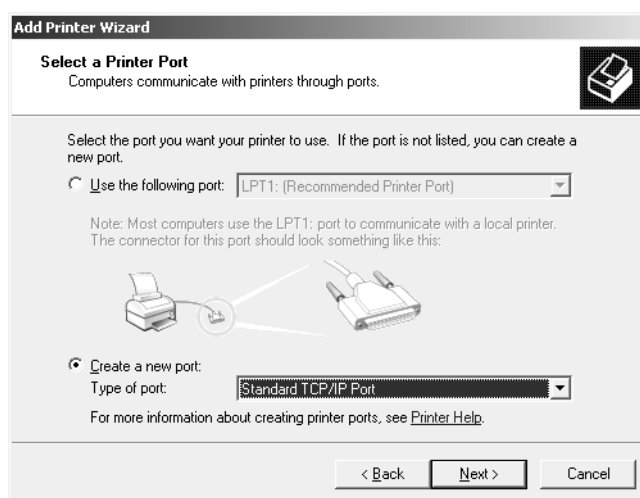 Add Printer Wizard
Select a Printer Port
Computers communicate with printers through ports.
Select the port you want your printer to use. If the port is not listed, you can create a
new port.
Use the following port: LPT1: (Recommended Printer Port)
Note: Most computers use the LPT1: port to communicate with a local printer.
The connector for this port should look something like this:
Create a new port:
Type of port: Standard TCP/IP Port
For more information about creating printer ports, see Printer Help.
< Back Next > Cancel